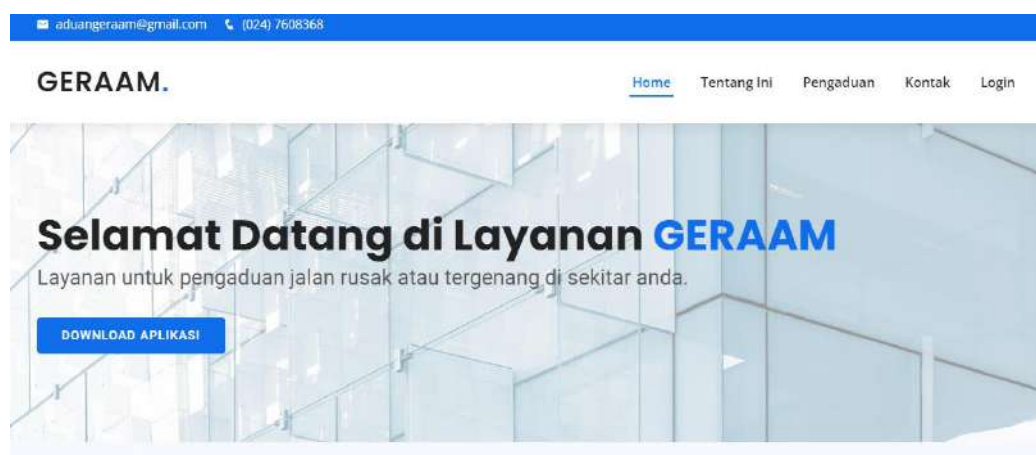 aduangeraam@gmail.com (024) 7608368
GERAAM. Home Tentang Ini Pengaduan Kontak Login
Selamat Datang di Layanan GERAAM
Layanan untuk pengaduan jalan rusak atau tergenang di sekitar anda.
DOWNLOAD APLIKASI